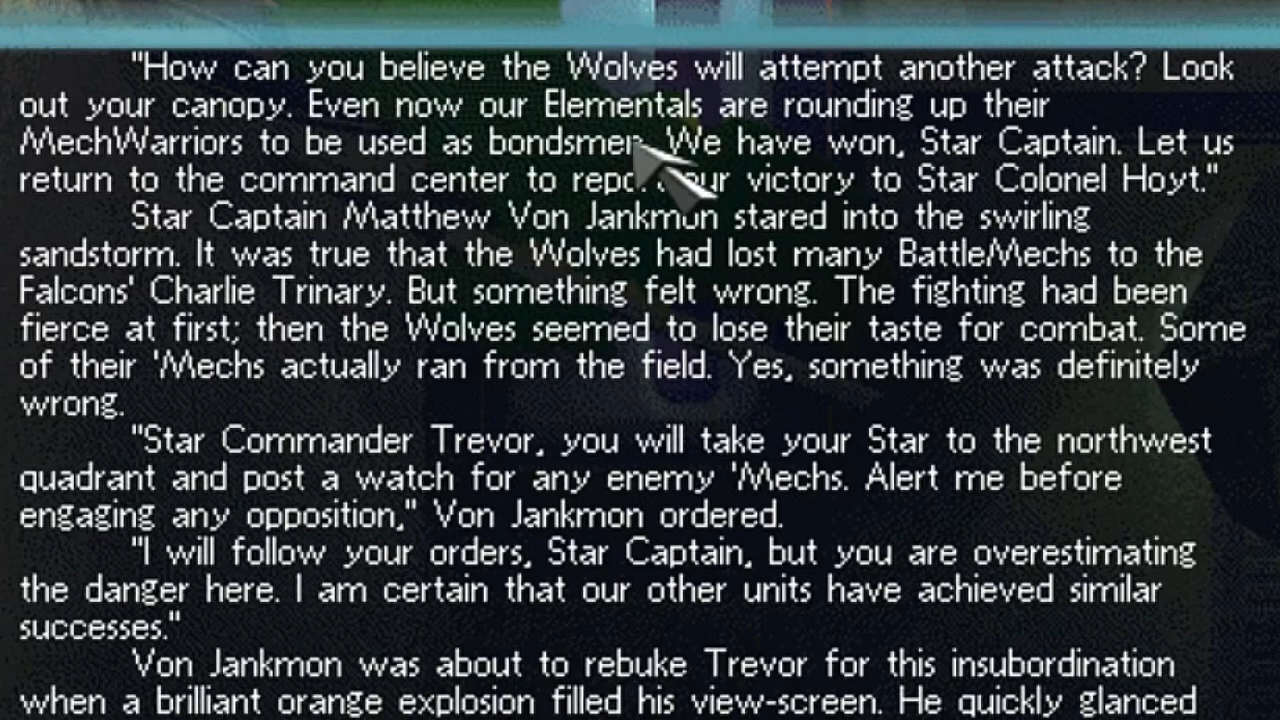 "How can you believe the Wolves will attempt another attack? Look
out your canopy. Even now our Elementals are rounding up their
MechWarriors to be used as bondsmen. We have won, Star Captain. Let us
return to the command center to report our victory to Star Colonel Hoyt."
Star Captain Matthew Von Jankmon stared into the swirling
sandstorm. It was true that the Wolves had lost many BattleMechs to the
Falcons' Charlie Trinary. But something felt wrong. The fighting had been
fierce at first; then the Wolves seemed to lose their taste for combat. Some
of their 'Mechs actually ran from the field. Yes, something was definitely
wrong.
"Star Commander Trevor, you will take your Star to the northwest
quadrant and post a watch for any enemy 'Mechs. Alert me before
engaging any opposition," Von Jankmon ordered.
"I will follow your orders, Star Captain, but you are overestimating
the danger here. I am certain that our other units have achieved similar
successes."
Von Jankmon was about to rebuke Trevor for this insubordination
when a brilliant orange explosion filled his view-screen. He quickly glanced